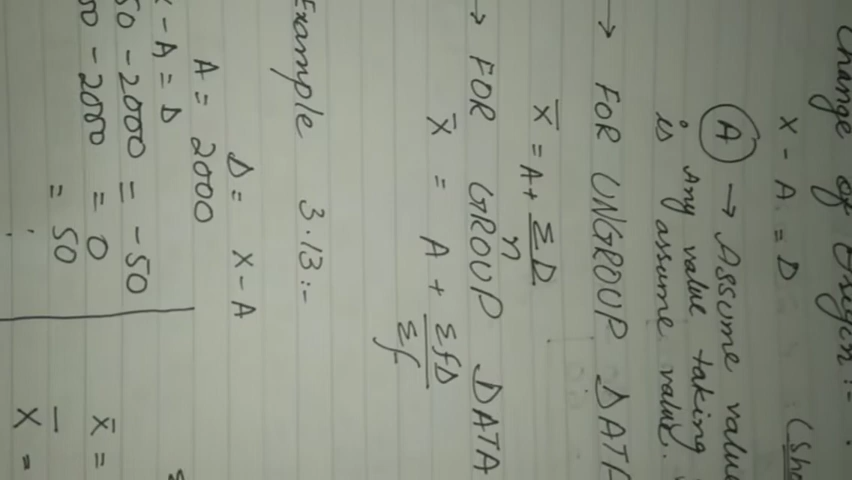 Change of Origin :-
X - A = D
(A) → Assume value
Any value taking
is assume value.
→ FOR UNGROUP DATA
X̄ = A + ΣD/n
→ FOR GROUP DATA
X̄ = A + ΣfD/Σf
Example 3.13:-
D = X - A
A = 2000
X - A = D
50 - 2000 = -50
00 - 2000 = 0
= 50
X̄ =
X̄ =